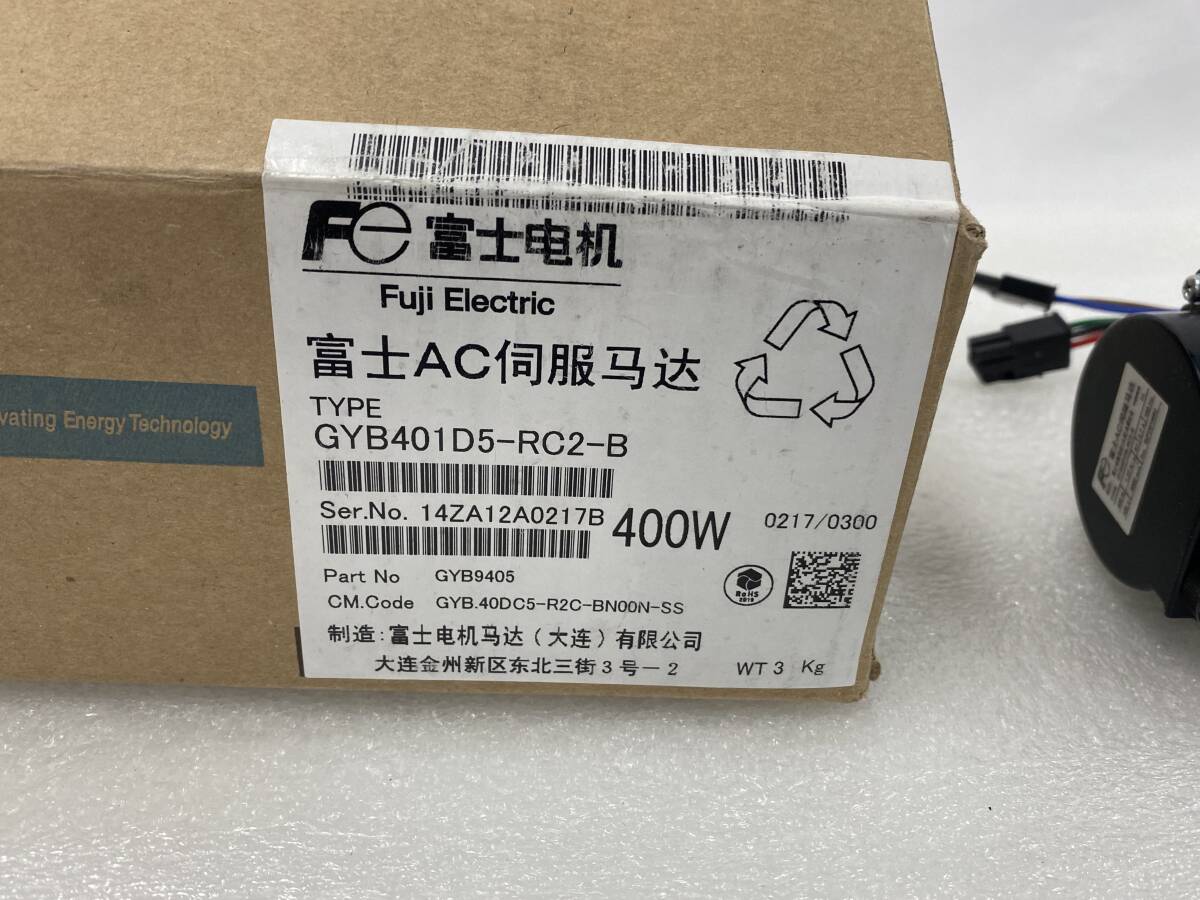 Fe 富士电机
Fuji Electric
富士AC伺服马达
TYPE
GYB401D5-RC2-B
Ser.No. 14ZA12A0217B 400W 0217/0300
Part No GYB9405
CM.Code GYB.40DC5-R2C-BN00N-SS
RoHS
制造:富士电机马达(大连)有限公司
大连金州新区东北三街3号-2 WT 3 Kg
vating Energy Technology